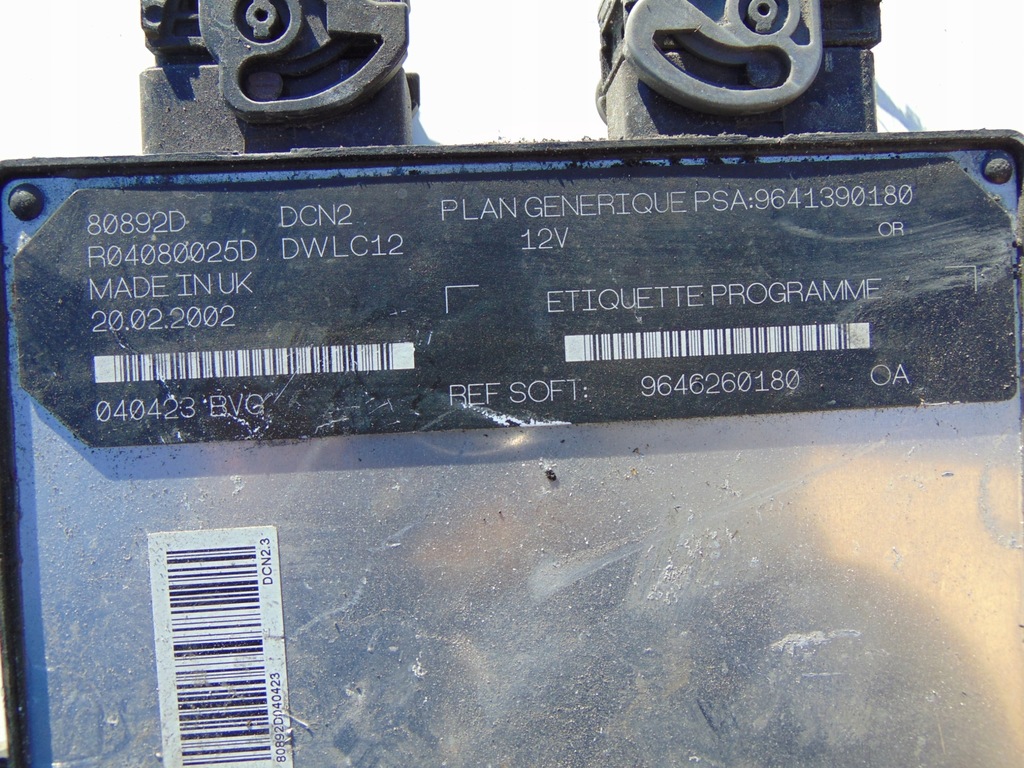 80892D DCN2 PLAN GENERIQUE PSA:9641390180
R04080025D DWLC12 12V OR
MADE IN UK
ETIQUETTE PROGRAMME
20.02.2002
040423 BVG REF SOFT: 9646260180 OA
DCN2.3
80892D040423